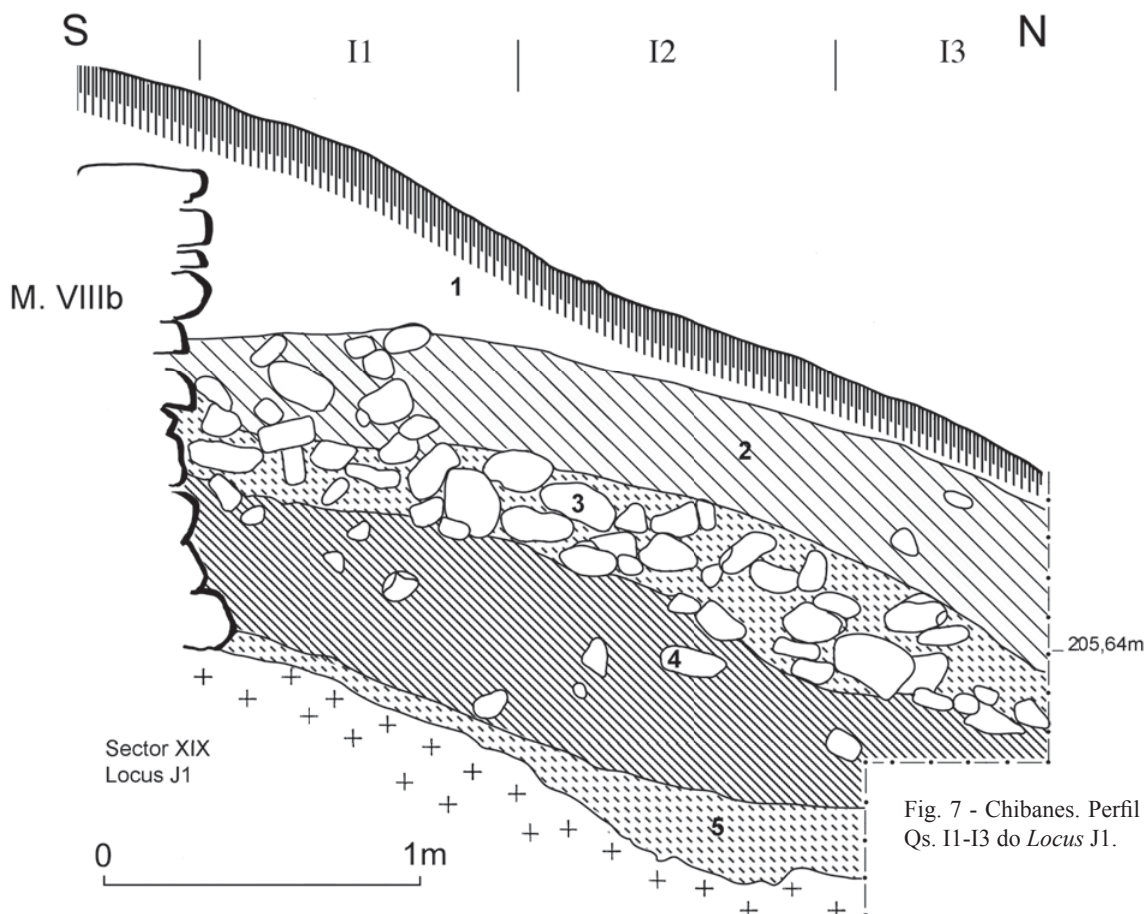 S N
I1 I2 I3
1
M. VIIIb
2
3
205,64m
4
Sector XIX
Locus J1
5
Fig. 7 - Chibanes. Perfil
Qs. I1-I3 do Locus J1.
0 1m